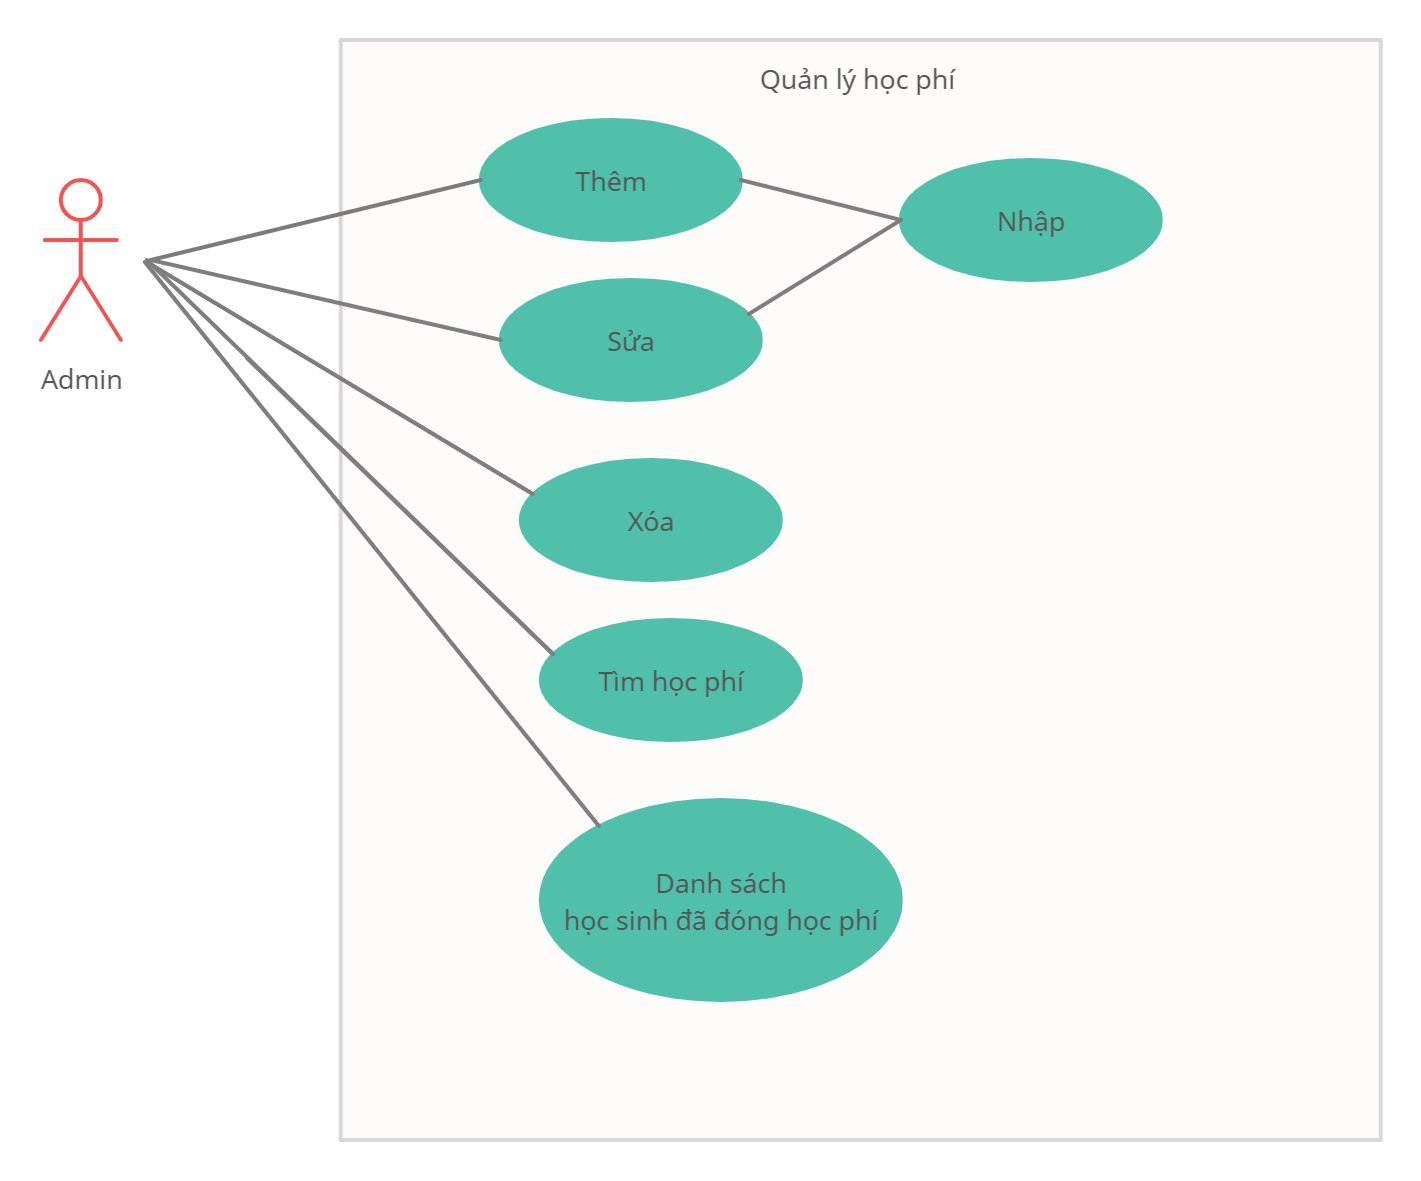 Quản lý học phí
Thêm
Nhập
Sửa
Admin
Xóa
Tìm học phí
Danh sách
học sinh đã đóng học phí